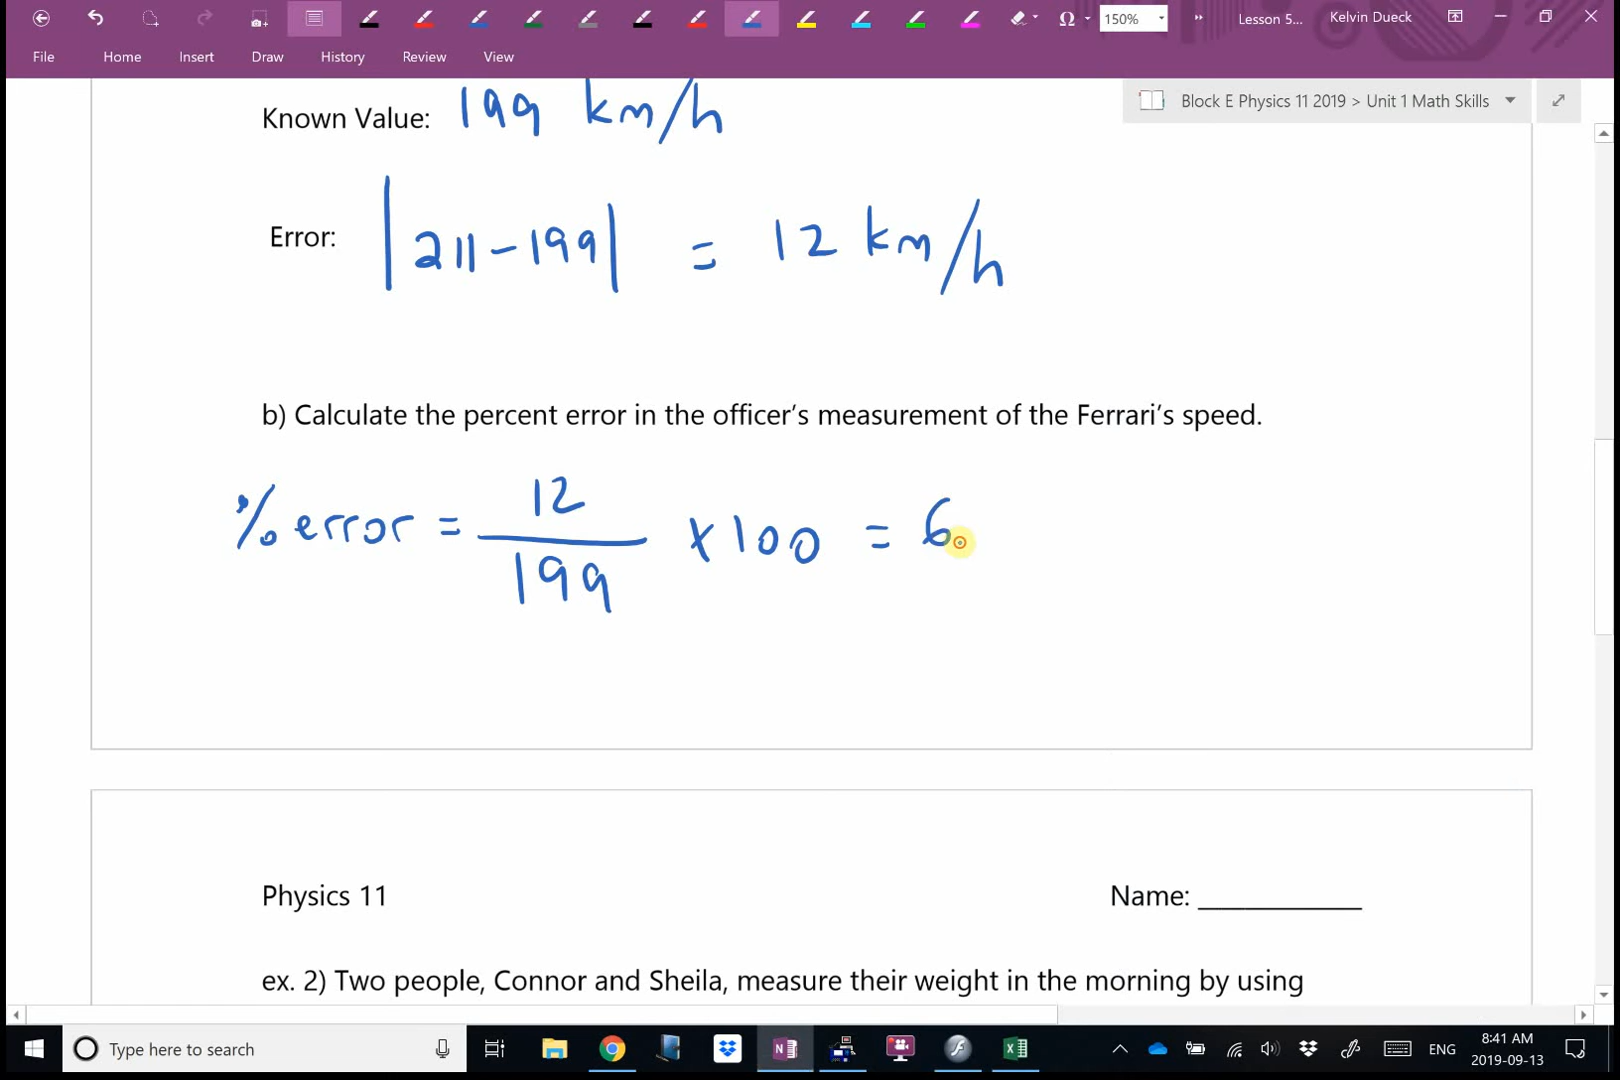 150%
Lesson 5...
Kelvin Dueck
File
Home
Insert
Draw
History
Review
View
Block E Physics 11 2019 > Unit 1 Math Skills
Known Value: 199 km/h
Error: |211-199| = 12 km/h
b) Calculate the percent error in the officer's measurement of the Ferrari's speed.
% error = 12/199 x 100 = 6.
Physics 11
Name: ____________
ex. 2) Two people, Connor and Sheila, measure their weight in the morning by using
Type here to search
ENG
8:41 AM
2019-09-13